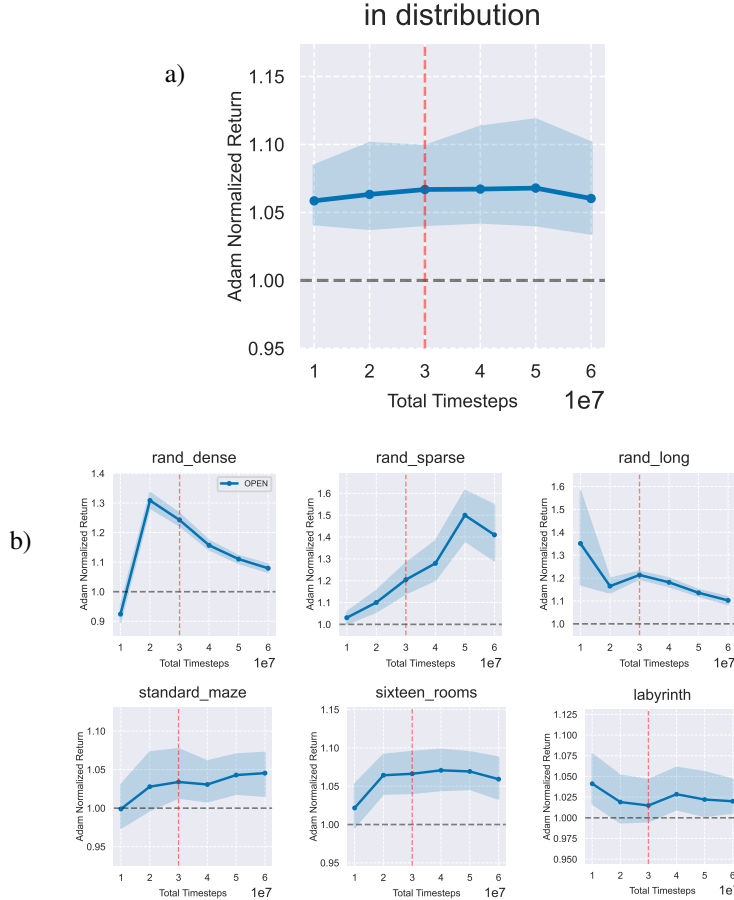 in distribution
a)
Adam Normalized Return
1.15
1.10
1.05
1.00
0.95
1 2 3 4 5 6
Total Timesteps 1e7
b)
rand_dense
OPEN
Adam Normalized Return
1.4
1.3
1.2
1.1
1.0
0.9
1 2 3 4 5 6
Total Timesteps 1e7
rand_sparse
Adam Normalized Return
1.6
1.5
1.4
1.3
1.2
1.1
1.0
1 2 3 4 5 6
Total Timesteps 1e7
rand_long
Adam Normalized Return
1.6
1.5
1.4
1.3
1.2
1.1
1.0
1 2 3 4 5 6
Total Timesteps 1e7
standard_maze
Adam Normalized Return
1.10
1.05
1.00
0.95
1 2 3 4 5 6
Total Timesteps 1e7
sixteen_rooms
Adam Normalized Return
1.15
1.10
1.05
1.00
0.95
1 2 3 4 5 6
Total Timesteps 1e7
labyrinth
Adam Normalized Return
1.125
1.100
1.075
1.050
1.025
1.000
0.975
0.950
1 2 3 4 5 6
Total Timesteps 1e7